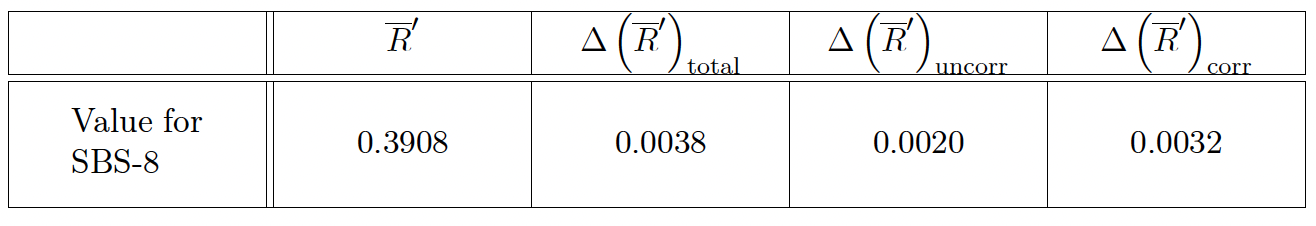 R̅′ Δ(R̅′)total Δ(R̅′)uncorr Δ(R̅′)corr
Value for
SBS-8 0.3908 0.0038 0.0020 0.0032